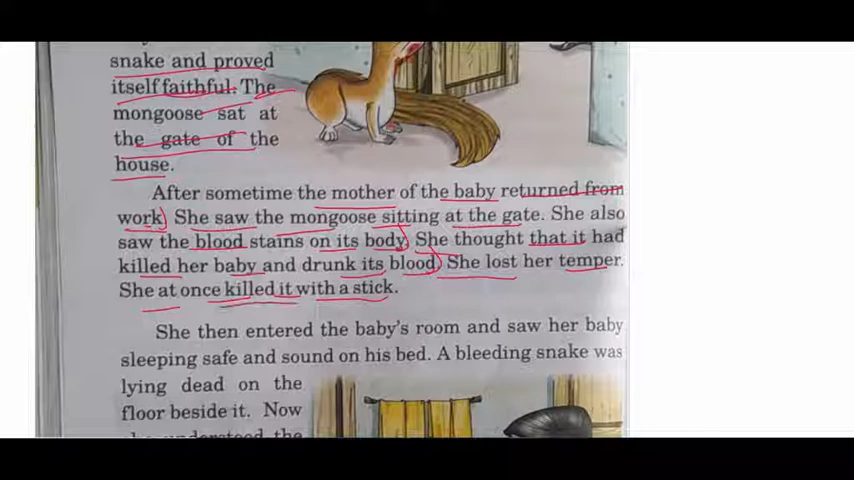 snake and proved
itself faithful. The
mongoose sat at
the gate of the
house.
After sometime the mother of the baby returned from
work. She saw the mongoose sitting at the gate. She also
saw the blood stains on its body. She thought that it had
killed her baby and drunk its blood. She lost her temper.
She at once killed it with a stick.
She then entered the baby's room and saw her baby
sleeping safe and sound on his bed. A bleeding snake was
lying dead on the
floor beside it. Now
she understood the